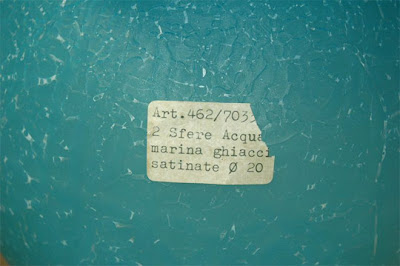 Art.462/703
2 Sfere Acqua
marina ghiacci
satinate Ø 20